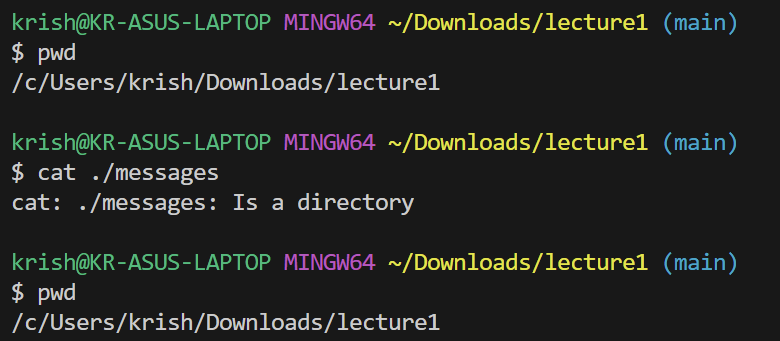 krish@KR-ASUS-LAPTOP MINGW64 ~/Downloads/lecture1 (main)
$ pwd
/c/Users/krish/Downloads/lecture1
krish@KR-ASUS-LAPTOP MINGW64 ~/Downloads/lecture1 (main)
$ cat ./messages
cat: ./messages: Is a directory
krish@KR-ASUS-LAPTOP MINGW64 ~/Downloads/lecture1 (main)
$ pwd
/c/Users/krish/Downloads/lecture1